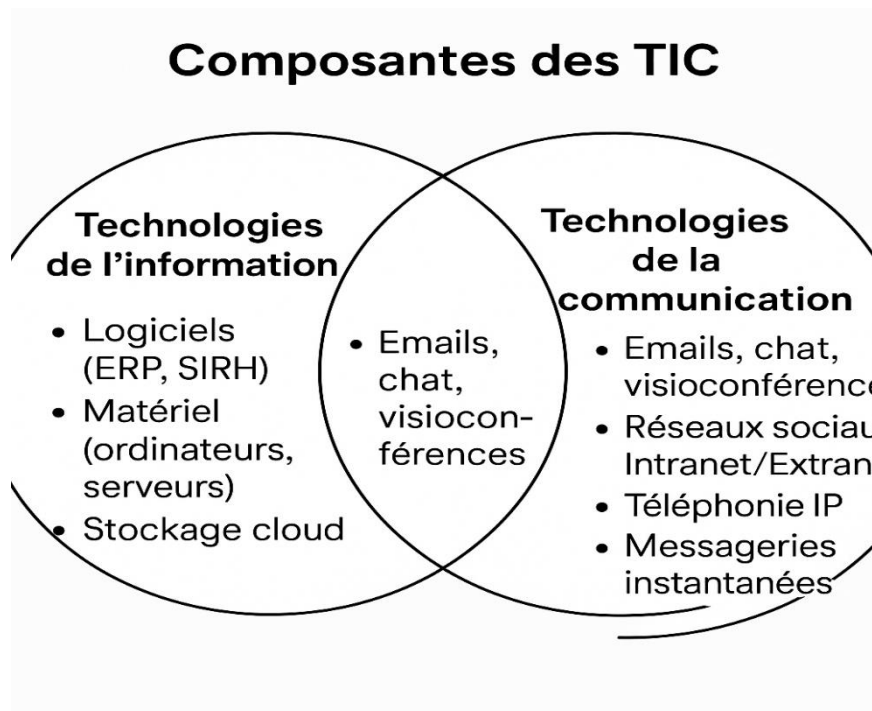 Composantes des TIC
Technologies
de l'information
• Logiciels
(ERP, SIRH)
• Matériel
(ordinateurs,
serveurs)
• Stockage cloud
• Emails,
chat,
visiocon-
férences
Technologies
de la
communication
• Emails, chat,
visioconférence
• Réseaux sociau
Intranet/Extran
• Téléphonie IP
• Messageries
instantanées